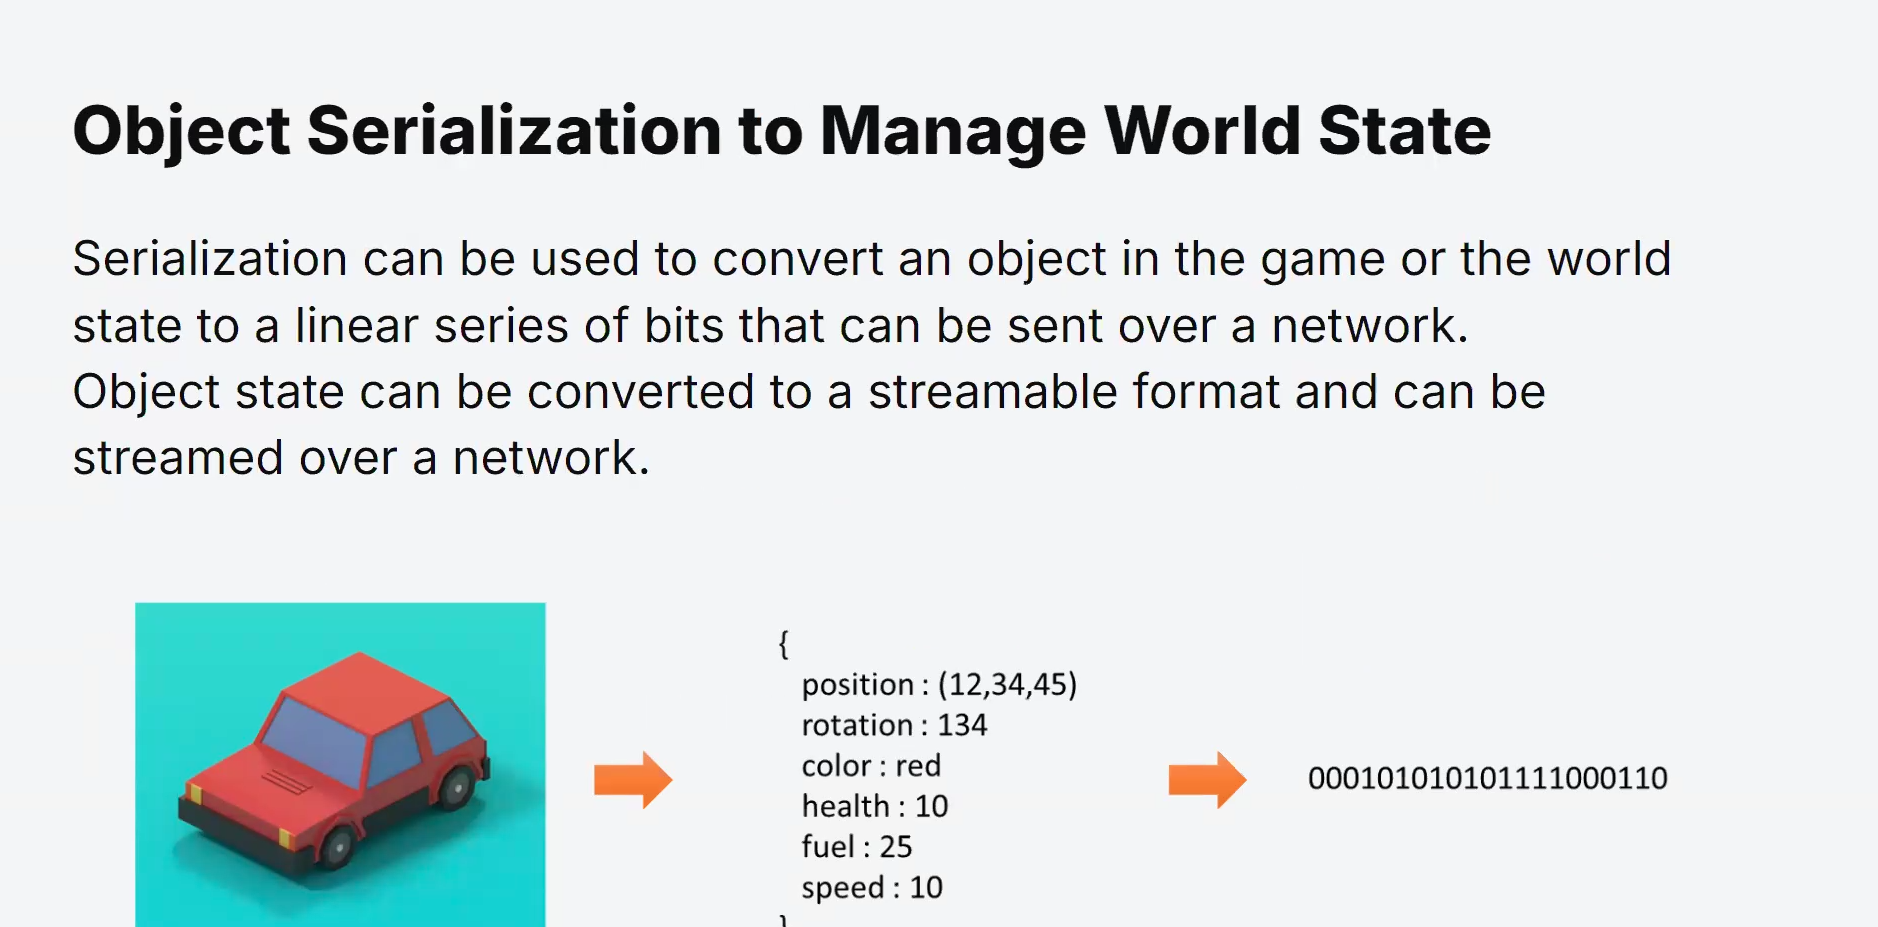 Object Serialization to Manage World State
Serialization can be used to convert an object in the game or the world
state to a linear series of bits that can be sent over a network.
Object state can be converted to a streamable format and can be
streamed over a network.
{
position : (12,34,45)
rotation : 134
color : red
health : 10
fuel : 25
speed : 10
}
000101010101111000110